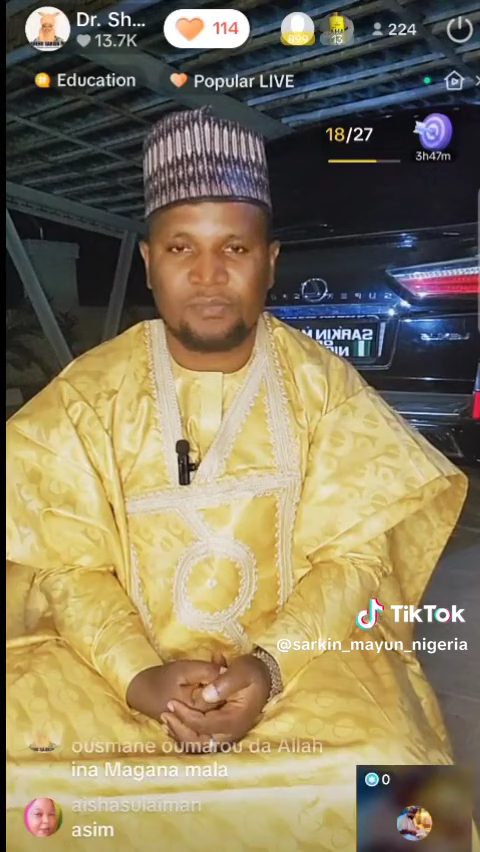 Dr. Sh...
13.7K
114
899
13
224
Education
Popular LIVE
18/27
3h47m
SARKIN M
TikTok
@sarkin_mayun_nigeria
ousmane oumarou da Allah
ina Magana mala
aishasulaiman
asim
0